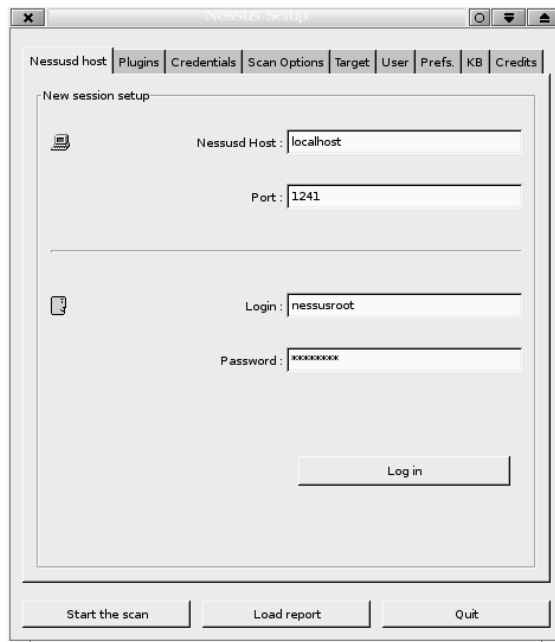 Nessus Setup
Nessusd host Plugins Credentials Scan Options Target User Prefs. KB Credits
New session setup
Nessusd Host : localhost
Port : 1241
Login : nessusroot
Password : ********
Log in
Start the scan Load report Quit